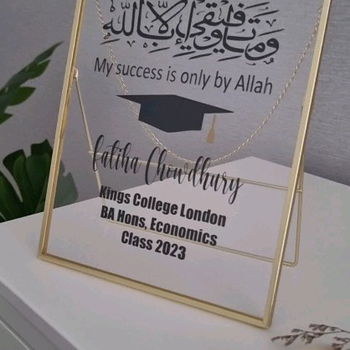 وما توفيقي إلا بالله
My success is only by Allah
Fatiha Chowdhury
Kings College London
BA Hons, Economics
Class 2023